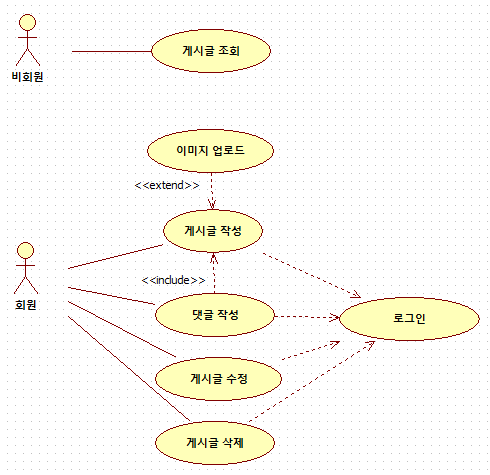 게시글 조회
비회원
이미지 업로드
<<extend>>
게시글 작성
<<include>>
회원
댓글 작성
로그인
게시글 수정
게시글 삭제